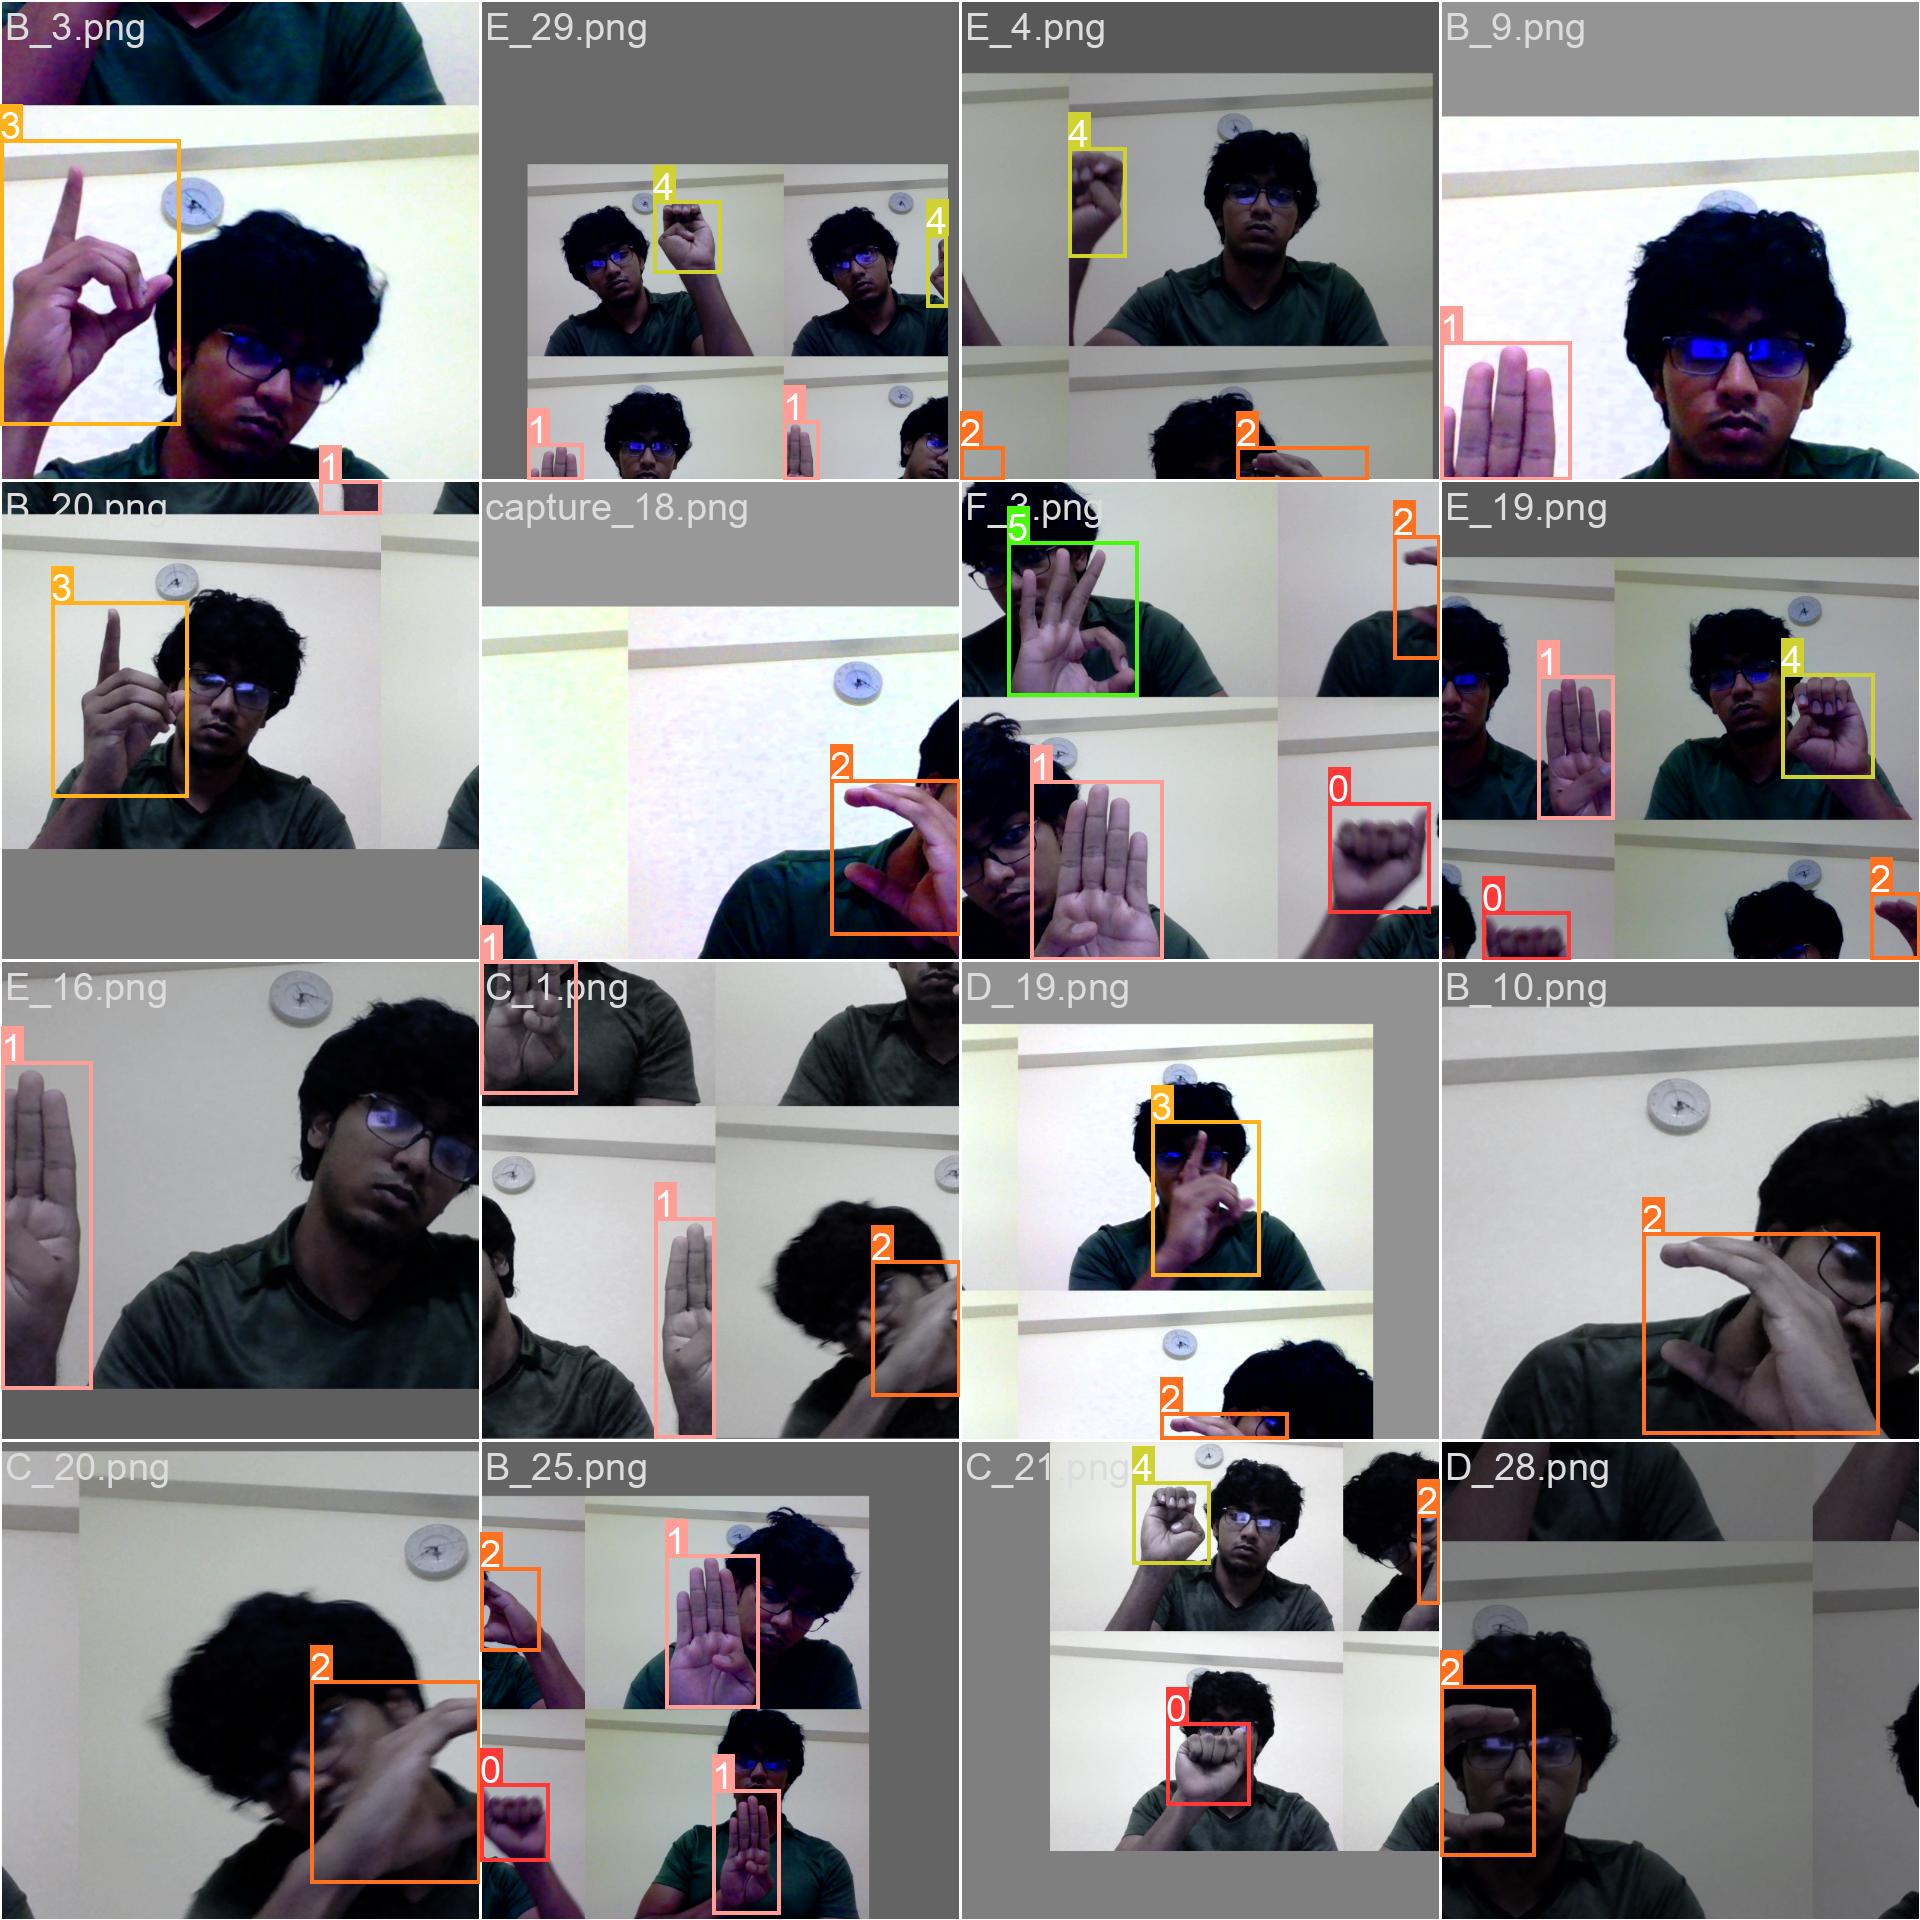 B_3.png
3
1
E_29.png
4
4
1
1
E_4.png
4
2
2
B_9.png
1
B_20.png
3
capture_18.png
2
1
F_3.png
5
2
1
0
E_19.png
1
4
0
2
E_16.png
1
C_1.png
1
2
D_19.png
3
2
B_10.png
2
C_20.png
2
B_25.png
2
1
0
1
C_21.png
4
2
0
D_28.png
2